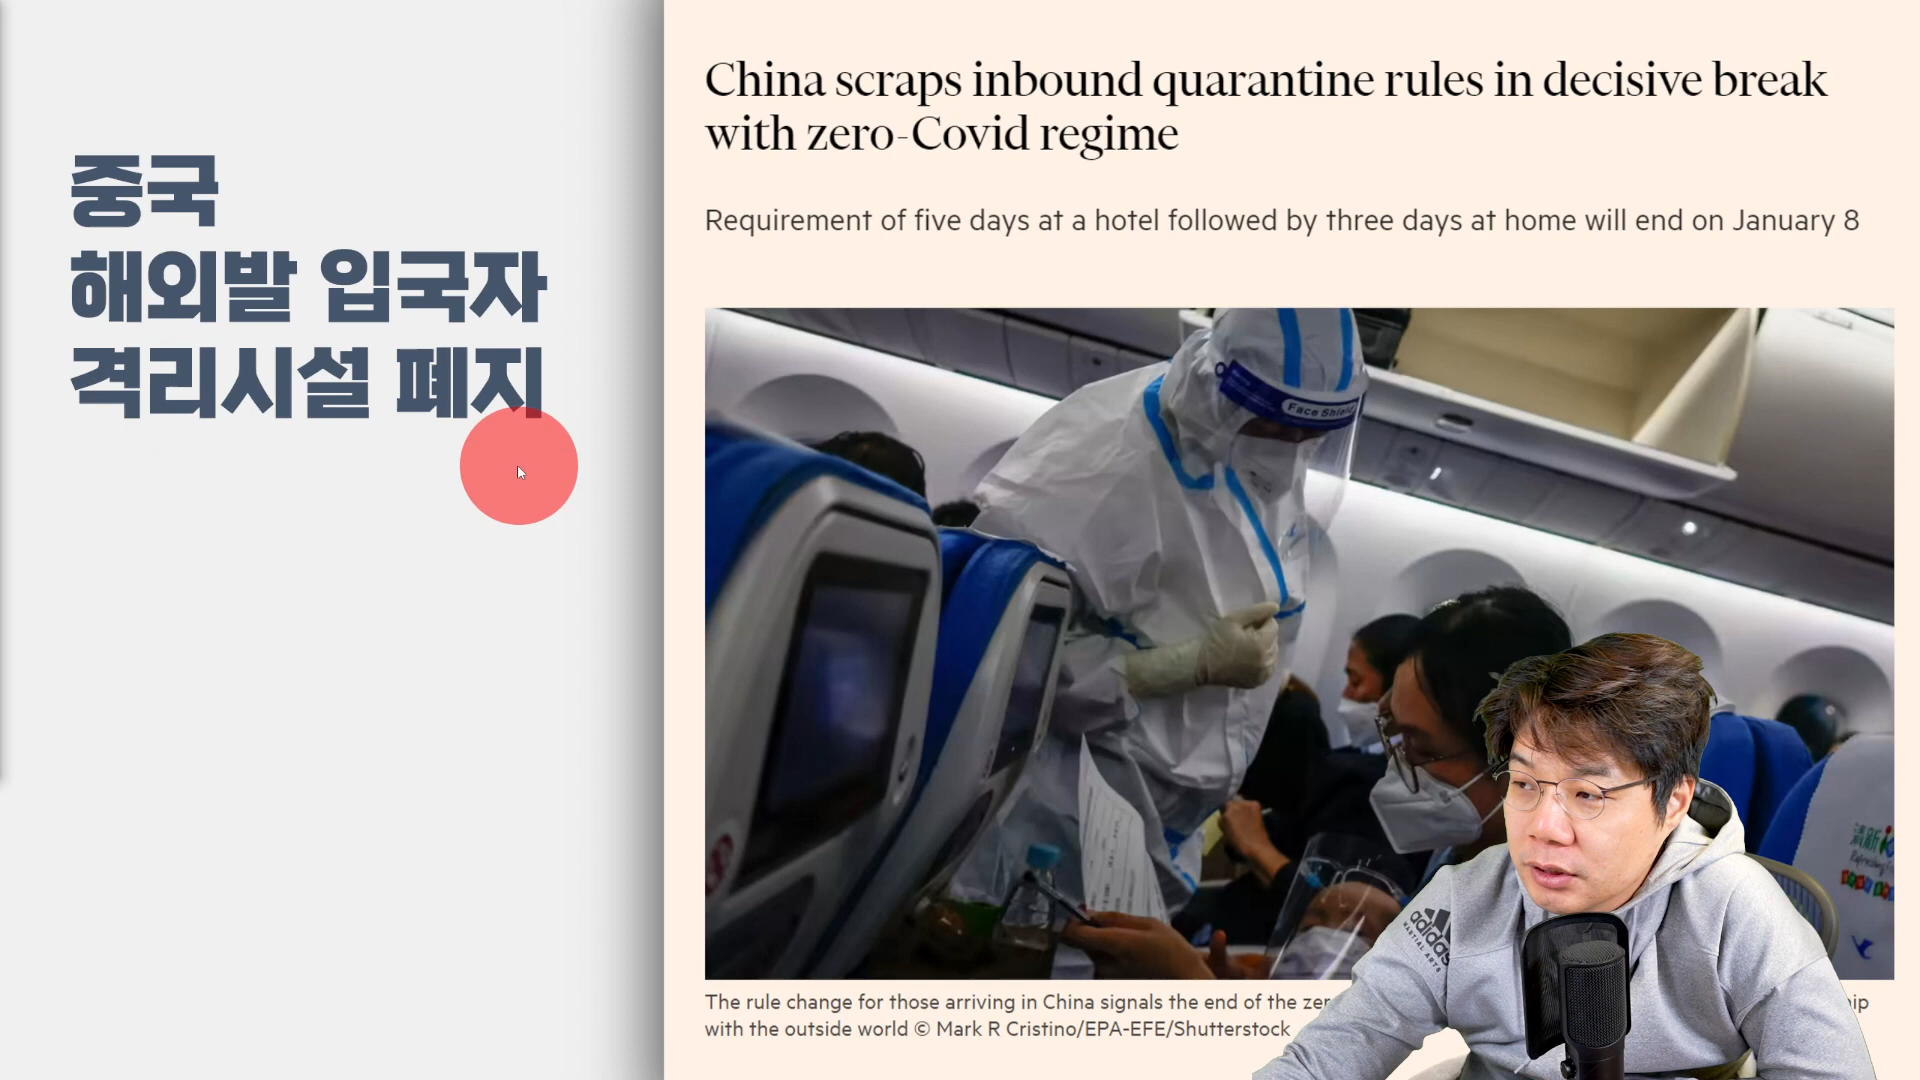 중국
해외발 입국자
격리시설 폐지
China scraps inbound quarantine rules in decisive break
with zero-Covid regime
Requirement of five days at a hotel followed by three days at home will end on January 8
Face Shield
adidas
MARTIAL ARTS
The rule change for those arriving in China signals the end of the
with the outside world © Mark R Cristino/EPA-EFE/Shutterstock